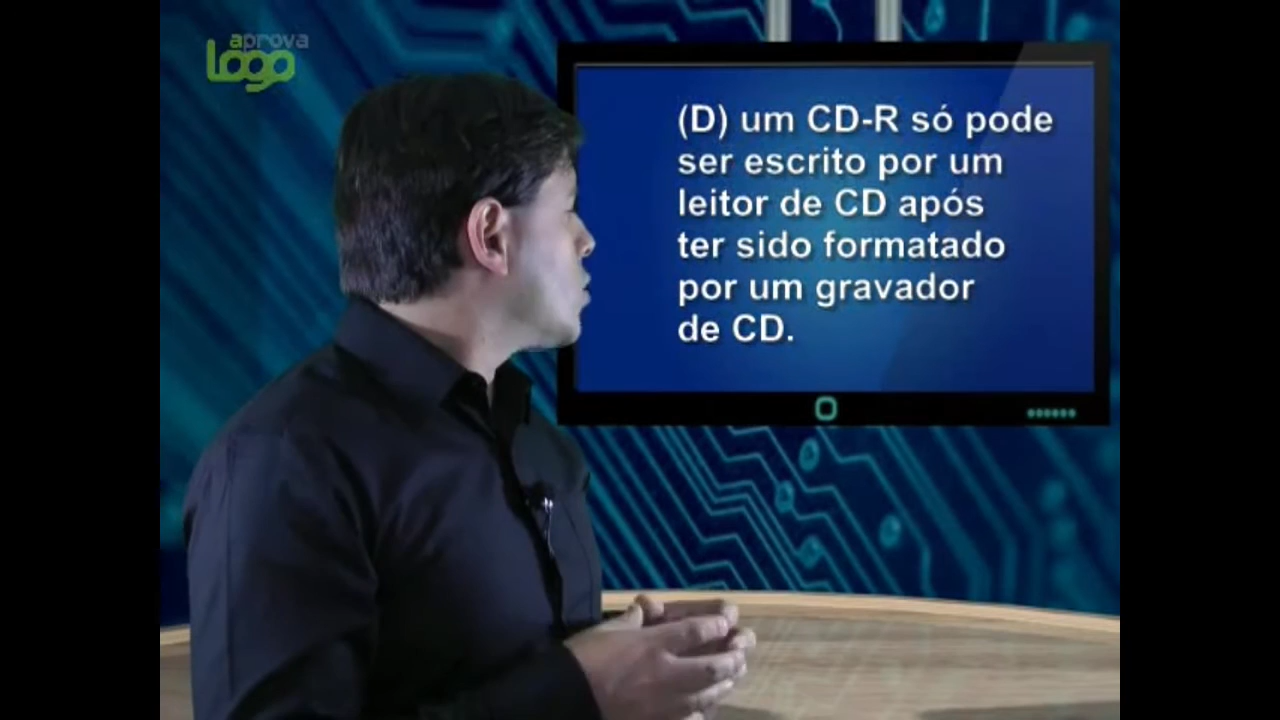 aprova
Logo
(D) um CD-R só pode
ser escrito por um
leitor de CD após
ter sido formatado
por um gravador
de CD.